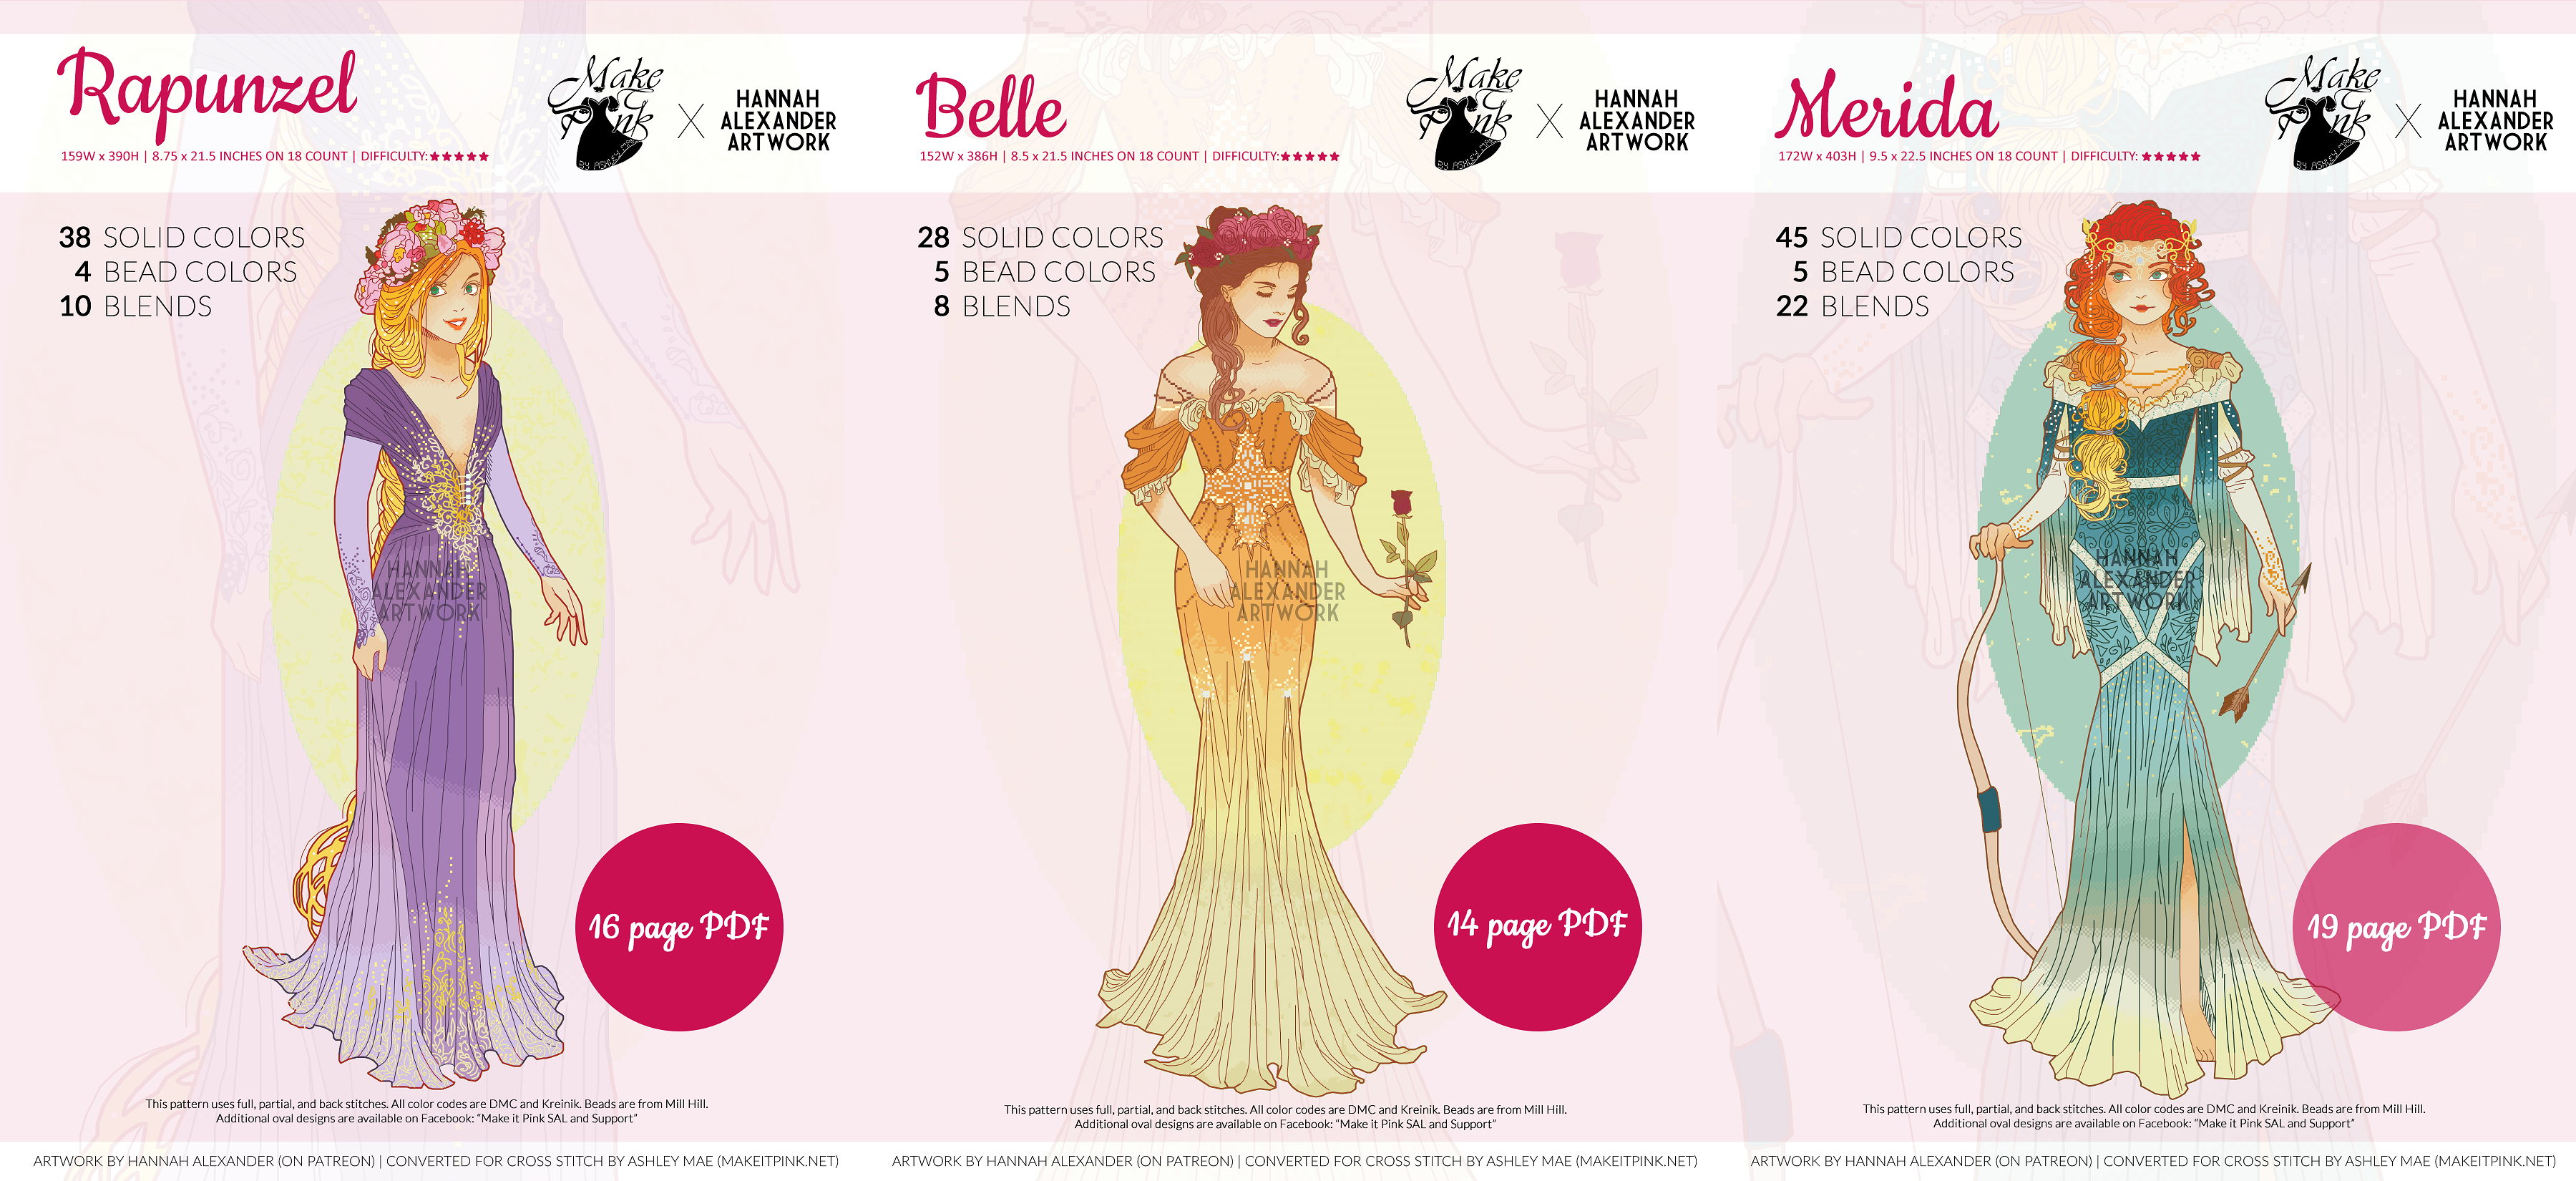 Rapunzel
159W x 390H | 8.75 x 21.5 INCHES ON 18 COUNT | DIFFICULTY:★★★★★
Make
it
Pink
BY ASHLEY MAE
X
HANNAH
ALEXANDER
ARTWORK
38 SOLID COLORS
4 BEAD COLORS
10 BLENDS
HANNAH
ALEXANDER
ARTWORK
16 page PDF
This pattern uses full, partial, and back stitches. All color codes are DMC and Kreinik. Beads are from Mill Hill.
Additional oval designs are available on Facebook: “Make it Pink SAL and Support”
ARTWORK BY HANNAH ALEXANDER (ON PATREON) | CONVERTED FOR CROSS STITCH BY ASHLEY MAE (MAKEITPINK.NET)
Belle
152W x 386H | 8.5 x 21.5 INCHES ON 18 COUNT | DIFFICULTY:★★★★★
Make
it
Pink
BY ASHLEY MAE
X
HANNAH
ALEXANDER
ARTWORK
28 SOLID COLORS
5 BEAD COLORS
8 BLENDS
HANNAH
ALEXANDER
ARTWORK
14 page PDF
This pattern uses full, partial, and back stitches. All color codes are DMC and Kreinik. Beads are from Mill Hill.
Additional oval designs are available on Facebook: “Make it Pink SAL and Support”
ARTWORK BY HANNAH ALEXANDER (ON PATREON) | CONVERTED FOR CROSS STITCH BY ASHLEY MAE (MAKEITPINK.NET)
Merida
172W x 403H | 9.5 x 22.5 INCHES ON 18 COUNT | DIFFICULTY: ★★★★★
Make
it
Pink
BY ASHLEY MAE
X
HANNAH
ALEXANDER
ARTWORK
45 SOLID COLORS
5 BEAD COLORS
22 BLENDS
HANNAH
ALEXANDER
ARTWORK
19 page PDF
This pattern uses full, partial, and back stitches. All color codes are DMC and Kreinik. Beads are from Mill Hill.
Additional oval designs are available on Facebook: “Make it Pink SAL and Support”
ARTWORK BY HANNAH ALEXANDER (ON PATREON) | CONVERTED FOR CROSS STITCH BY ASHLEY MAE (MAKEITPINK.NET)